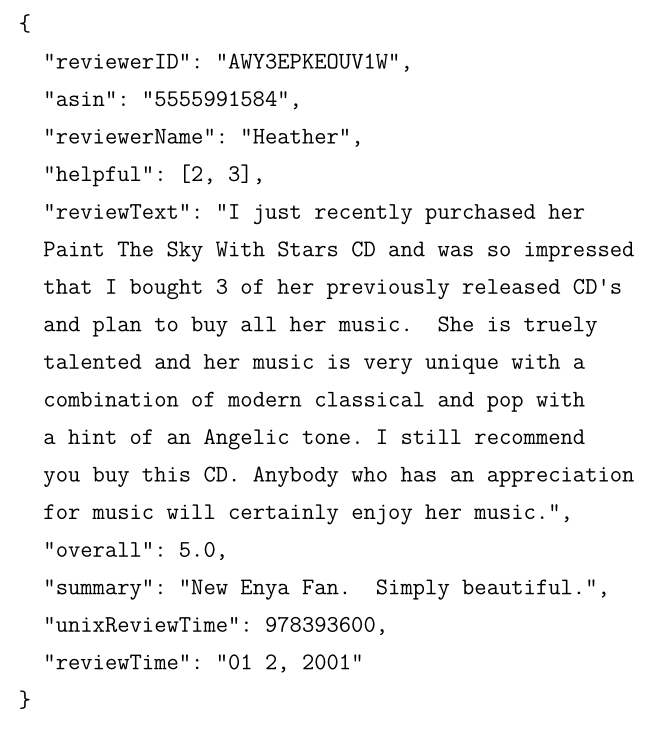 {
"reviewerID": "AWY3EPKEOUV1W",
"asin": "5555991584",
"reviewerName": "Heather",
"helpful": [2, 3],
"reviewText": "I just recently purchased her
Paint The Sky With Stars CD and was so impressed
that I bought 3 of her previously released CD's
and plan to buy all her music.  She is truely
talented and her music is very unique with a
combination of modern classical and pop with
a hint of an Angelic tone. I still recommend
you buy this CD. Anybody who has an appreciation
for music will certainly enjoy her music.",
"overall": 5.0,
"summary": "New Enya Fan.  Simply beautiful.",
"unixReviewTime": 978393600,
"reviewTime": "01 2, 2001"
}